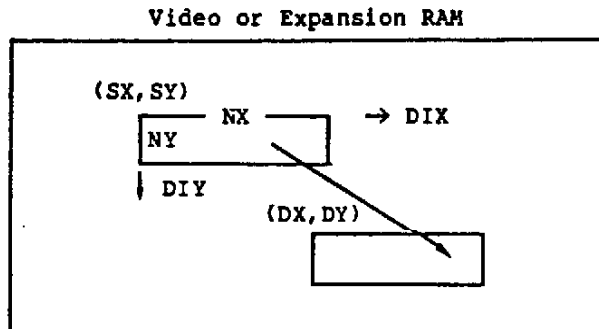 Video or Expansion RAM
(SX,SY)
NX → DIX
NY
↓ DIY
(DX,DY)